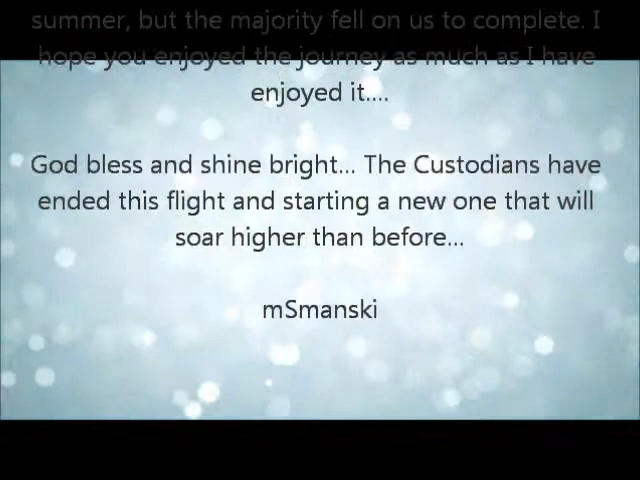 summer, but the majority fell on us to complete. I
hope you enjoyed the journey as much as I have
enjoyed it....
God bless and shine bright... The Custodians have
ended this flight and starting a new one that will
soar higher than before...
mSmanski